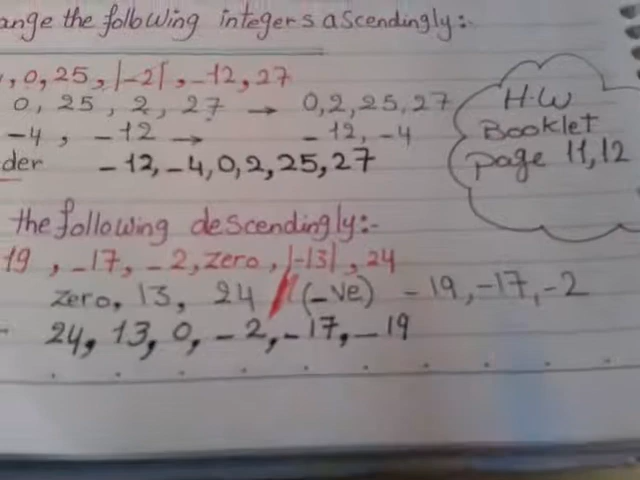 ange the following integers ascendingly:-
, 0, 25, |-2|, -12, 27
0, 25, 2, 27 → 0, 2, 25, 27
-4, -12 → -12, -4
der -12, -4, 0, 2, 25, 27
H.W
Booklet
page 11, 12
the following descendingly:-
19, -17, -2, zero, |-13|, 24
zero, 13, 24 (-ve) -19, -17, -2
24, 13, 0, -2, -17, -19